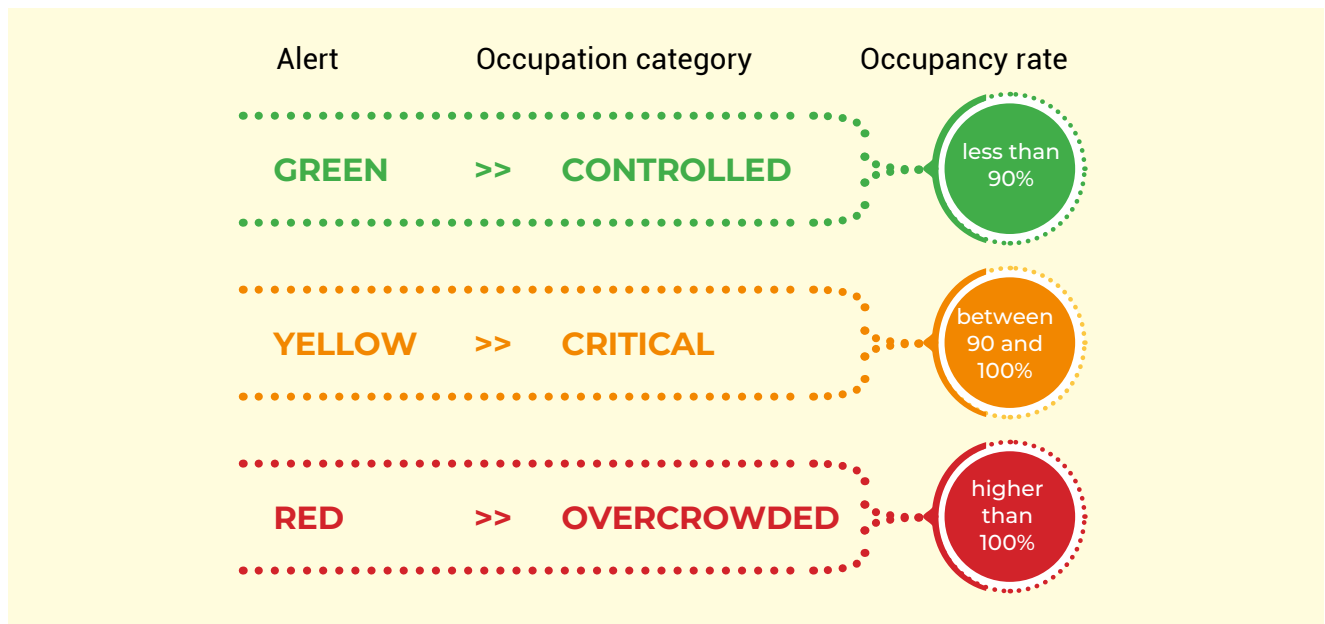 Alert Occupation category Occupancy rate
GREEN >> CONTROLLED
less than
90%
YELLOW >> CRITICAL
between
90 and
100%
RED >> OVERCROWDED
higher
than
100%